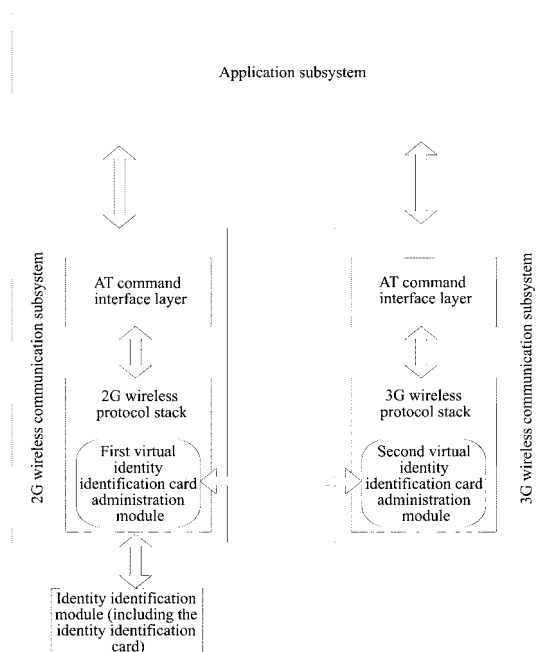 Application subsystem
2G wireless communication subsystem
AT command
interface layer
2G wireless
protocol stack
First virtual
identity
identification card
administration
module
Identity identification
module (including the
identity identification
card)
AT command
interface layer
3G wireless
protocol stack
Second virtual
identity
identification card
administration
module
3G wireless communication subsystem